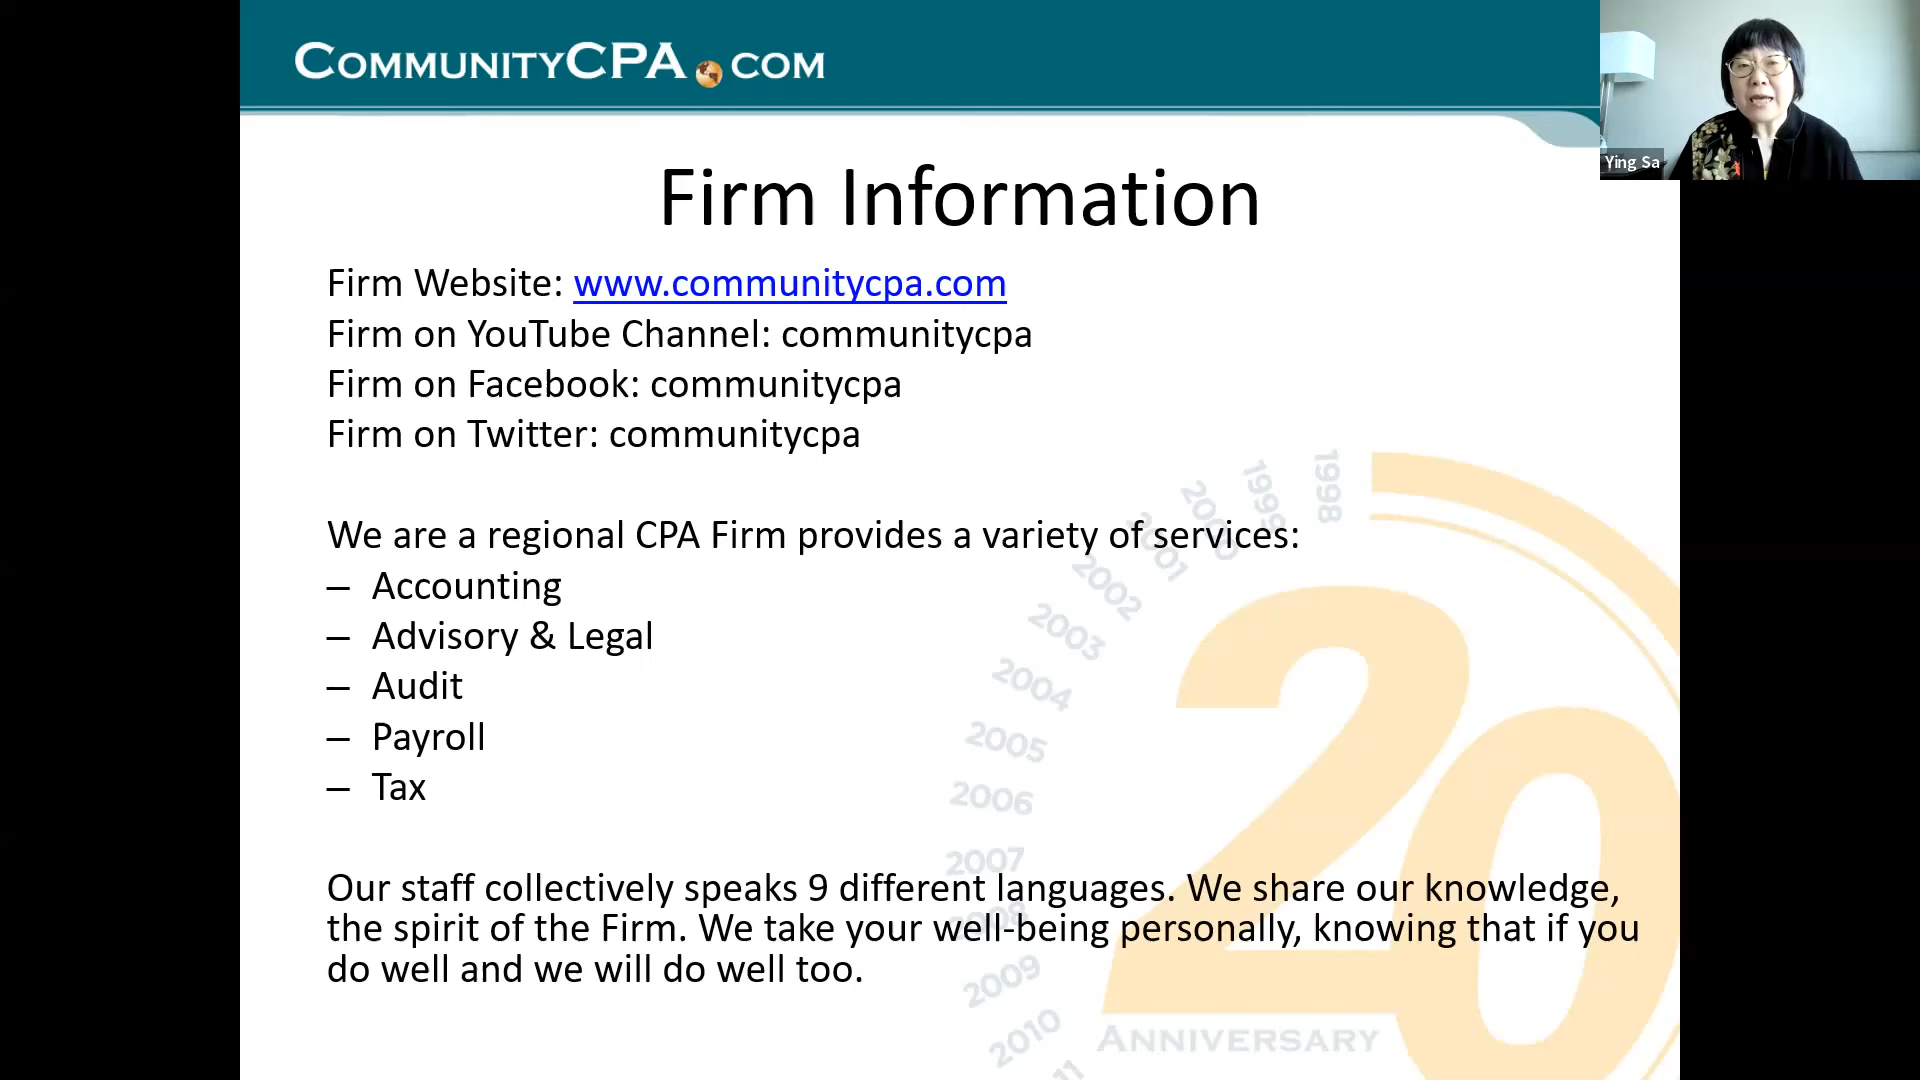 COMMUNITYCPA.COM
Ying Sa
Firm Information
Firm Website: www.communitycpa.com
Firm on YouTube Channel: communitycpa
Firm on Facebook: communitycpa
Firm on Twitter: communitycpa
We are a regional CPA Firm provides a variety of services:
– Accounting
– Advisory & Legal
– Audit
– Payroll
– Tax
Our staff collectively speaks 9 different languages. We share our knowledge,
the spirit of the Firm. We take your well-being personally, knowing that if you
do well and we will do well too.
1998
1999
2000
2001
2002
2003
2004
2005
2006
2007
2008
2009
2010
20
ANNIVERSARY